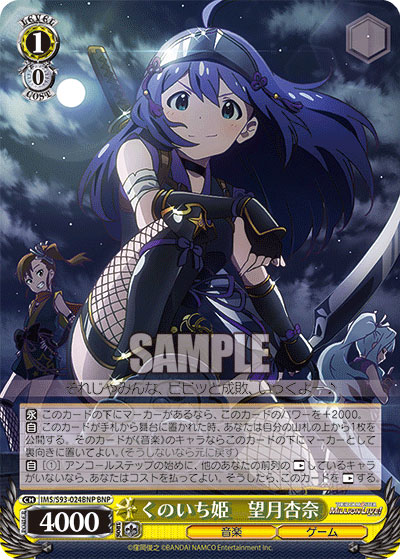 LEVEL
1
0
COST
SAMPLE
それじゃみんな、ビビッと成敗、いっくよー♪
永 このカードの下にマーカーがあるなら、このカードのパワーを+2000。
自 このカードが手札から舞台に置かれた時、あなたは自分の山札の上から1枚を公開する。そのカードが《音楽》のキャラならこのカードの下にマーカーとして裏向きに置いてよい。（そうしないなら元に戻す）
自 [(1)] アンコールステップの始めに、他のあなたの前列の
しているキャラがいないなら、あなたはコストを払ってよい。そうしたら、このカードを
する。
CH IMS/S93-024BNP BNP
4000
くのいち姫 望月杏奈
音楽
ゲーム
THE IDOLM@STER MILLION LIVE!
©窪岡俊之 ©BANDAI NAMCO Entertainment Inc.